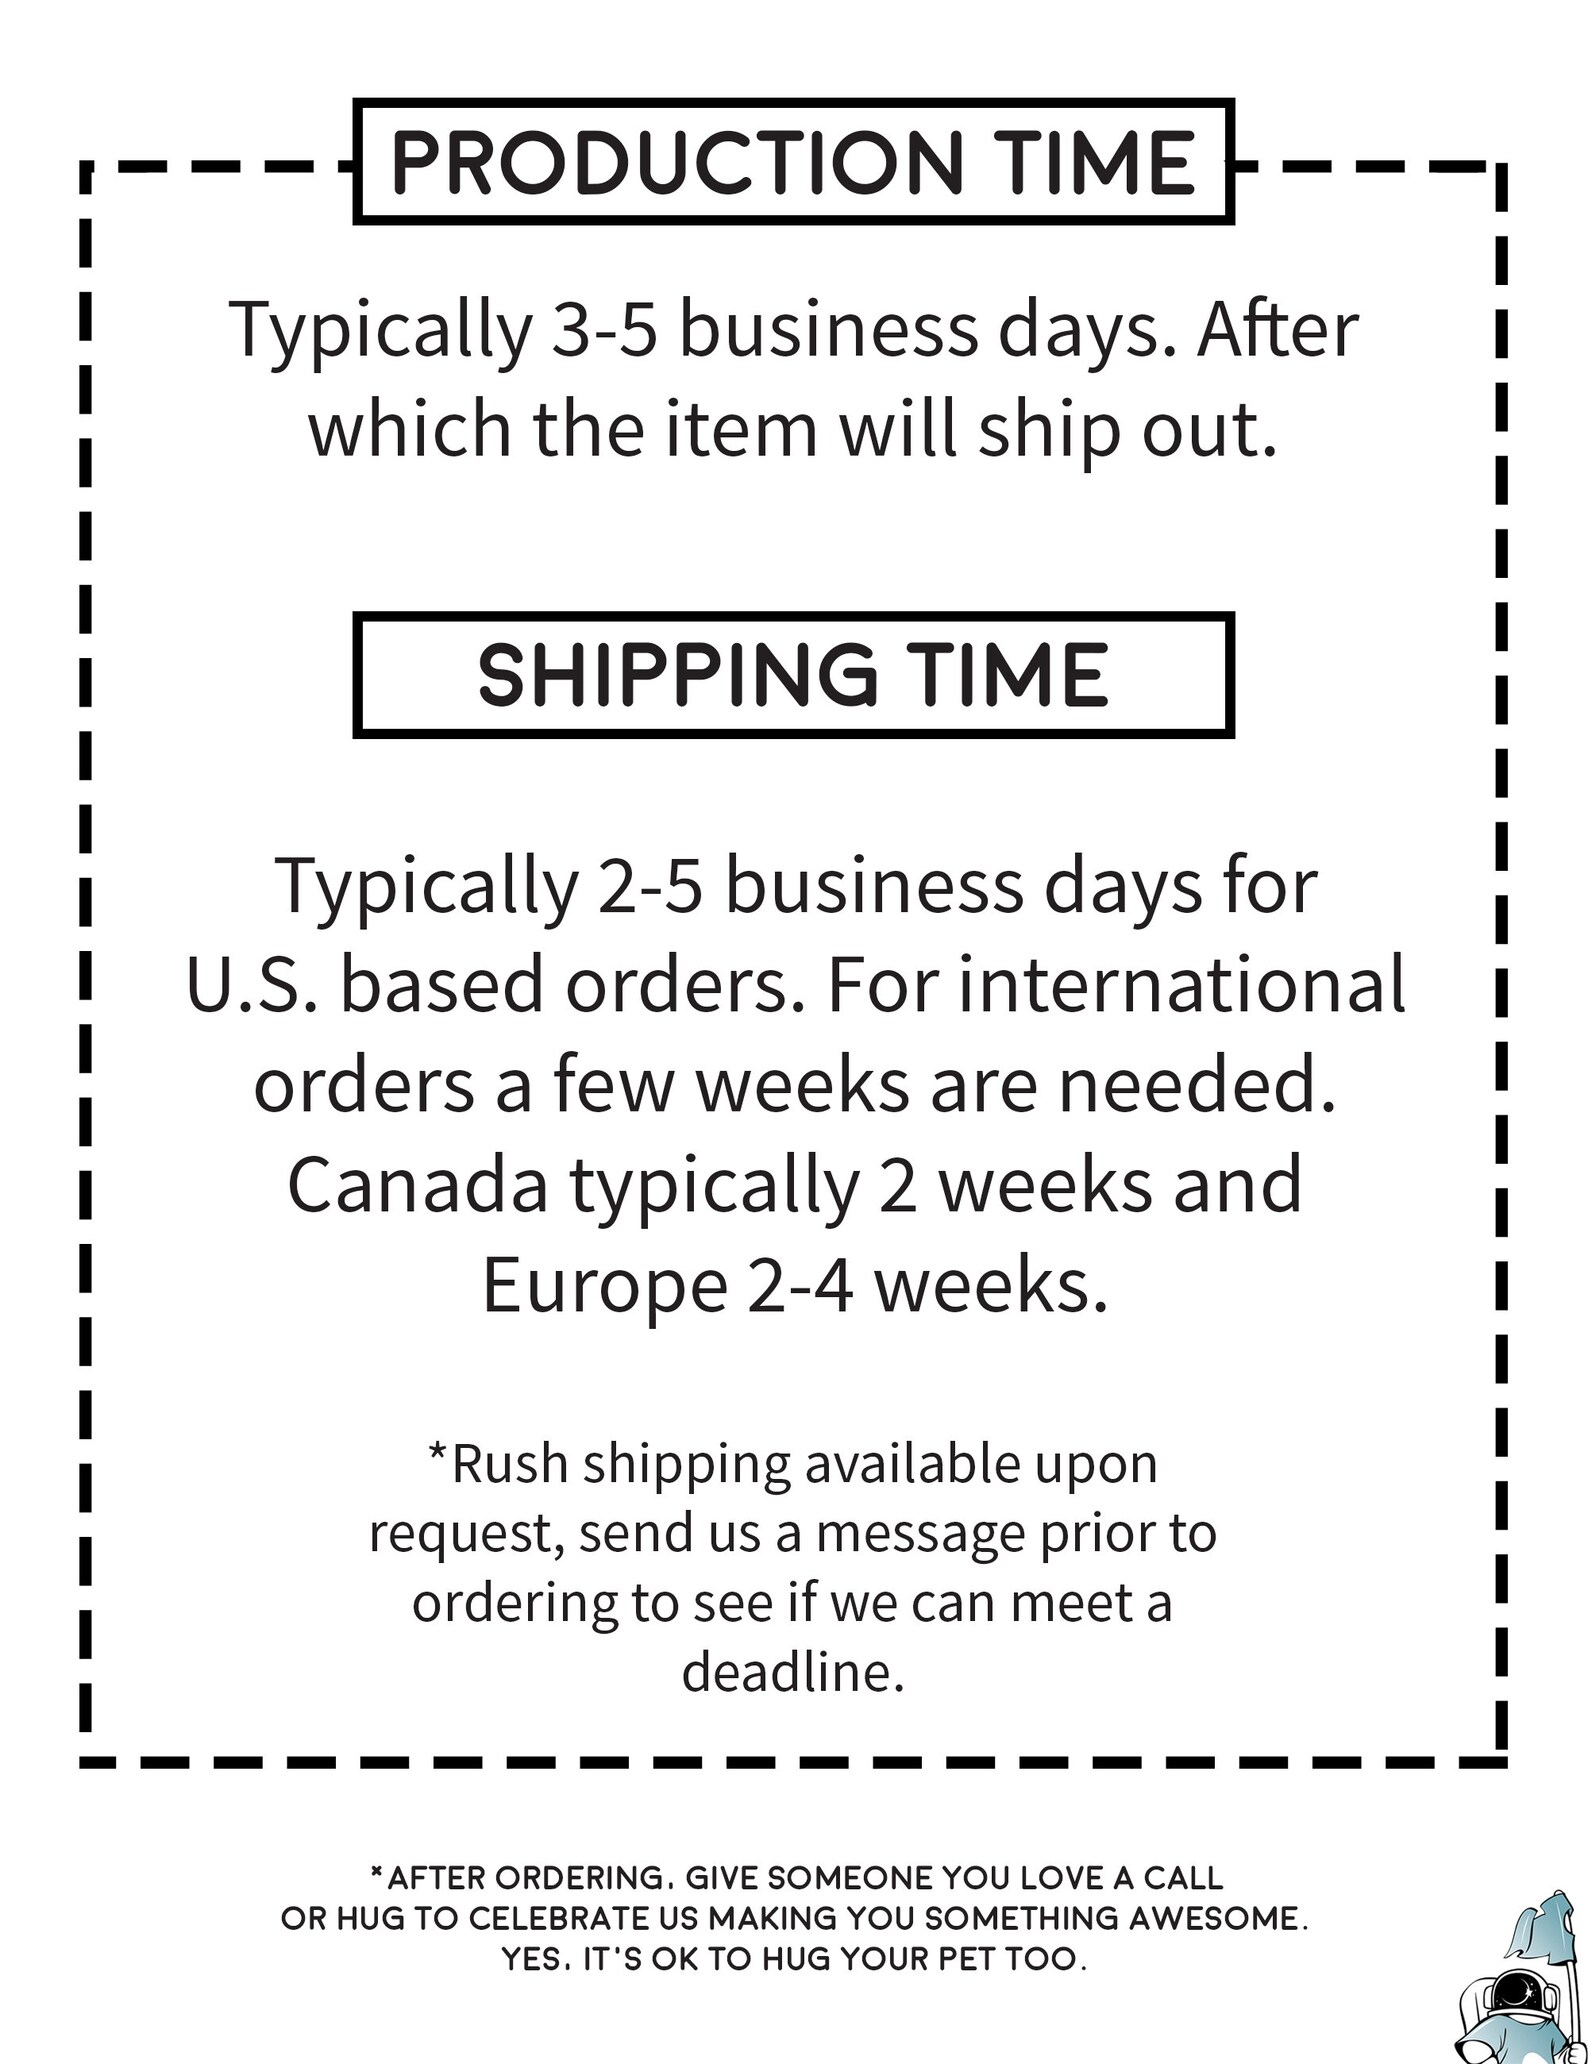 PRODUCTION TIME
Typically 3-5 business days. After
which the item will ship out.
SHIPPING TIME
Typically 2-5 business days for
U.S. based orders. For international
orders a few weeks are needed.
Canada typically 2 weeks and
Europe 2-4 weeks.
*Rush shipping available upon
request, send us a message prior to
ordering to see if we can meet a
deadline.
*AFTER ORDERING, GIVE SOMEONE YOU LOVE A CALL
OR HUG TO CELEBRATE US MAKING YOU SOMETHING AWESOME.
YES, IT'S OK TO HUG YOUR PET TOO.